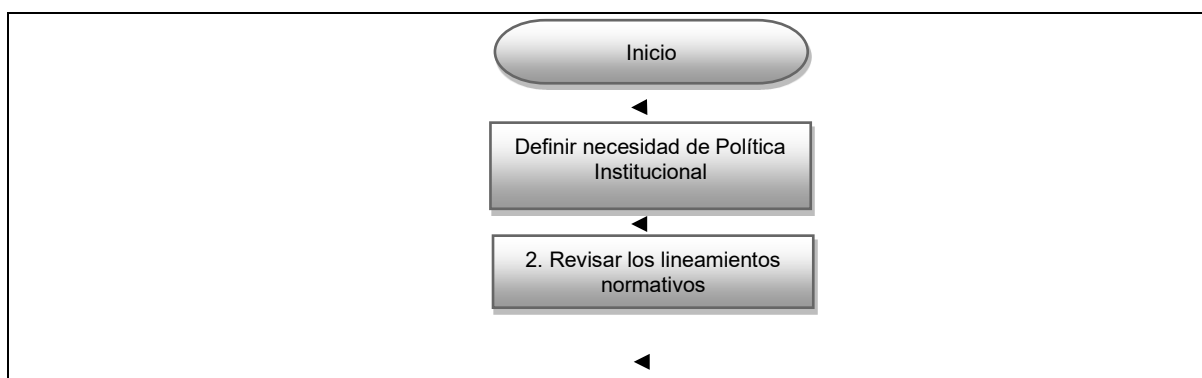 Inicio
Definir necesidad de Política
Institucional
2. Revisar los lineamientos
normativos